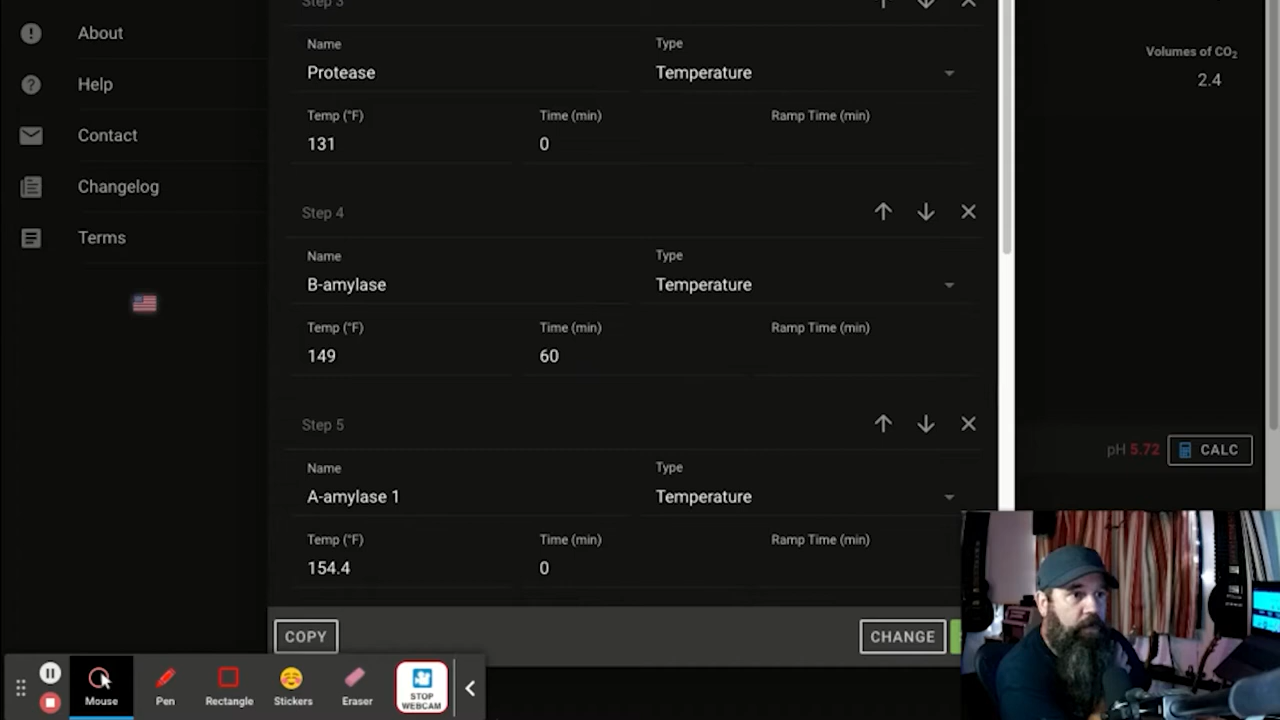 Step 3
About
Name
Type
Protease
Temperature
Volumes of CO2
2.4
Help
Temp (°F)
Time (min)
Ramp Time (min)
131
0
Contact
Changelog
Step 4
Terms
Name
Type
B-amylase
Temperature
Temp (°F)
Time (min)
Ramp Time (min)
149
60
Step 5
pH 5.72
CALC
Name
Type
A-amylase 1
Temperature
Temp (°F)
Time (min)
Ramp Time (min)
154.4
0
COPY
CHANGE
Mouse
Pen
Rectangle
Stickers
Eraser
STOP
WEBCAM